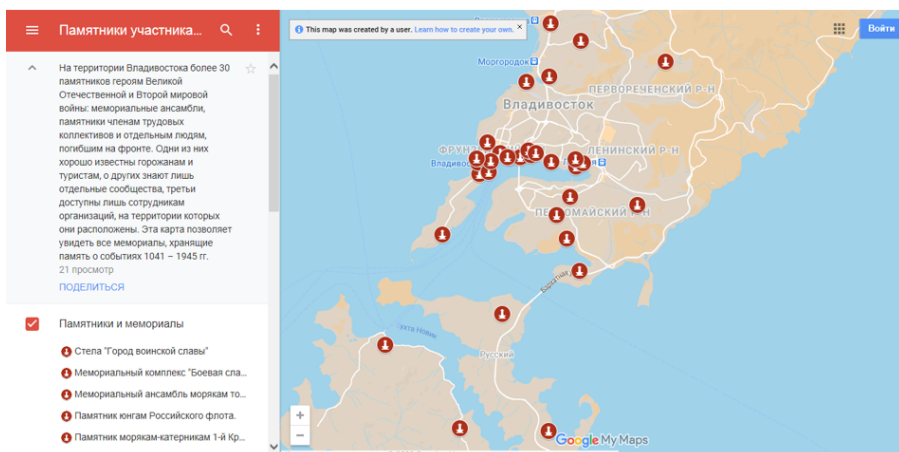 Памятники участника...
На территории Владивостока более 30
памятников героям Великой
Отечественной и Второй мировой
войны: мемориальные ансамбли,
памятники членам трудовых
коллективов и отдельным людям,
погибшим на фронте. Одни из них
хорошо известны горожанам и
туристам, о других знают лишь
отдельные сообщества, третьи
доступны лишь сотрудникам
организаций, на территории которых
они расположены. Эта карта позволяет
увидеть все мемориалы, хранящие
память о событиях 1041 – 1945 гг.
21 просмотр
ПОДЕЛИТЬСЯ
Памятники и мемориалы
Стела "Город воинской славы"
Мемориальный комплекс "Боевая сла...
Мемориальный ансамбль морякам то...
Памятник юнгам Российского флота.
Памятник морякам-катерникам 1-й Кр...
This map was created by a user. Learn how to create your own.
Войти
Моргородок
ПЕРВОРЕЧЕНСКИЙ Р-Н
Владивосток
ЛЕНИНСКИЙ Р-Н
Русский
Google My Maps